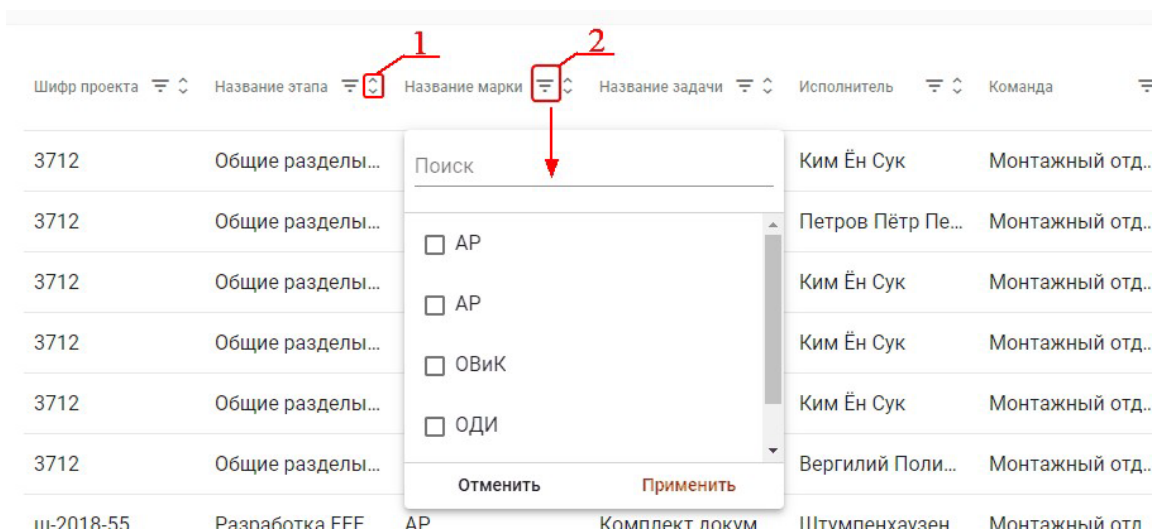 1 2
Шифр проекта Название этапа Название марки Название задачи Исполнитель Команда
3712 Общие разделы... Ким Ён Сук Монтажный отд..
Поиск
3712 Общие разделы... Петров Пётр Пе... Монтажный отд..
АР
3712 Общие разделы... Ким Ён Сук Монтажный отд..
АР
3712 Общие разделы... Ким Ён Сук Монтажный отд..
ОВиК
3712 Общие разделы... Ким Ён Сук Монтажный отд..
ОДИ
3712 Общие разделы... Вергилий Поли... Монтажный отд..
Отменить Применить
ш-2018-55 Разработка FFF АР Комплект докум Штумпенхаузен Монтажный отд